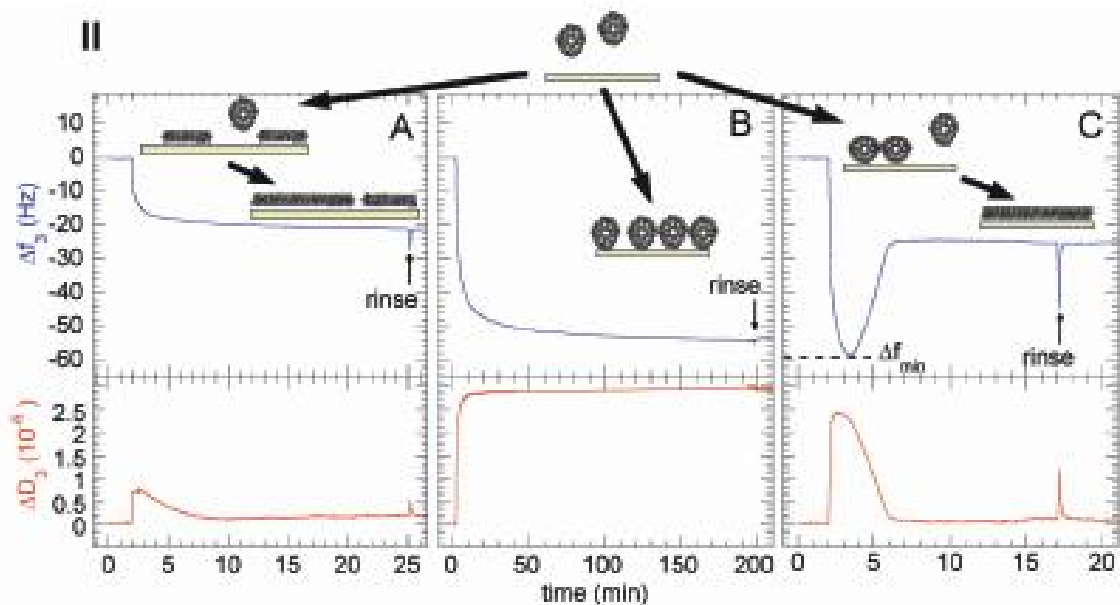 II
A
B
C
10
0
-10
-20
-30
-40
-50
-60
Δf₃ (Hz)
rinse
rinse
rinse
Δf_min
2.5
2
1.5
1
0.5
0
ΔD₃ (10⁻⁶)
0 5 10 15 20 25
0 50 100 150 200
0 5 10 15 20
time (min)